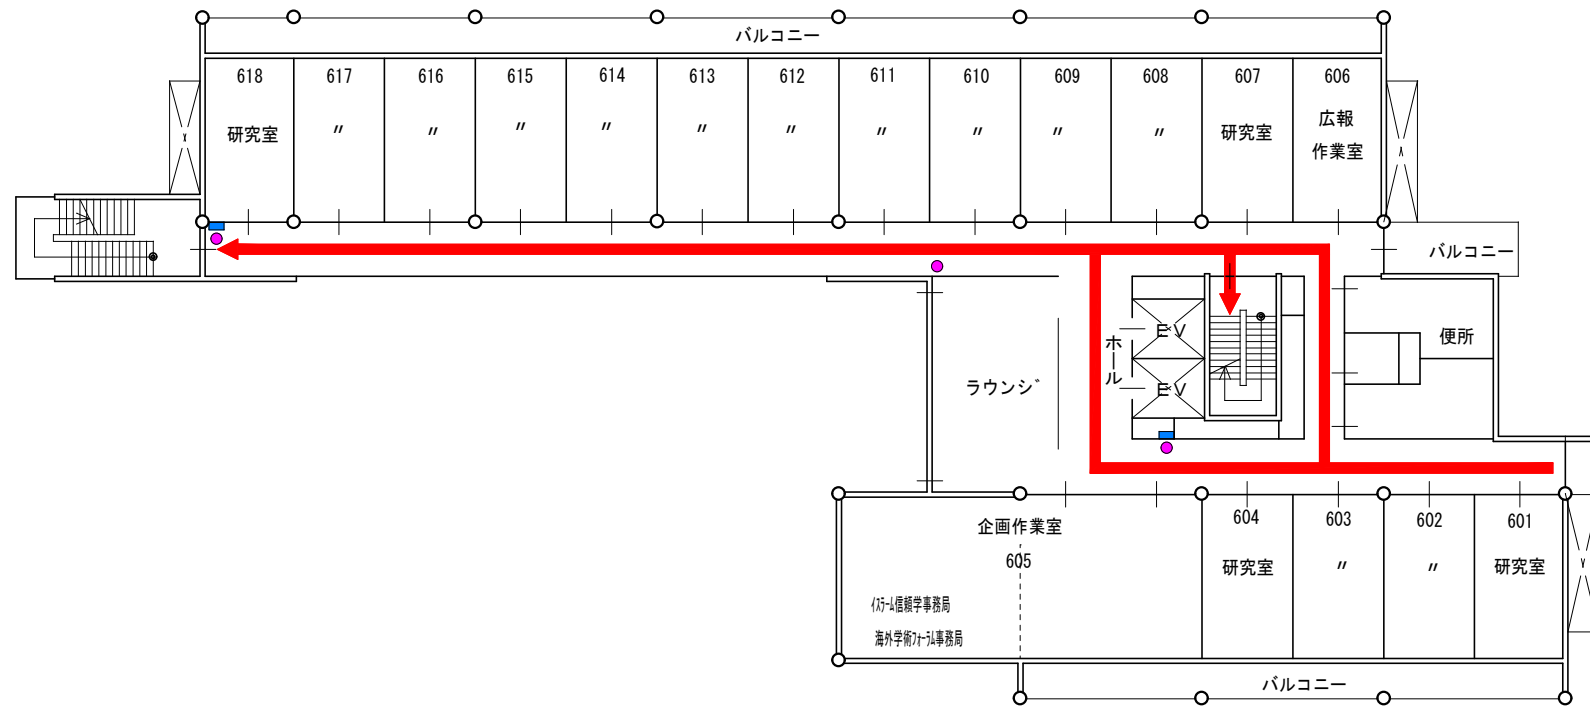 バルコニー
618 617 616 615 614 613 612 611 610 609 608 607 606
研究室 〃 〃 〃 〃 〃 〃 〃 〃 〃 〃 研究室 広報
作業室
バルコニー
EV
便所
ホール
ラウンジ
EV
企画作業室 604 603 602 601
605
研究室 〃 〃 研究室
イスラーム信頼学事務局
海外学術フォーラム事務局
バルコニー